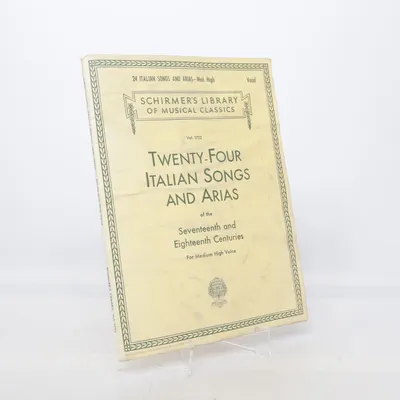 24 ITALIAN SONGS AND ARIAS—Med. High Vocal
SCHIRMER'S LIBRARY
OF MUSICAL CLASSICS
TWENTY-FOUR
ITALIAN SONGS
AND ARIAS
of the
Seventeenth and
Eighteenth Centuries
For Medium High Voice